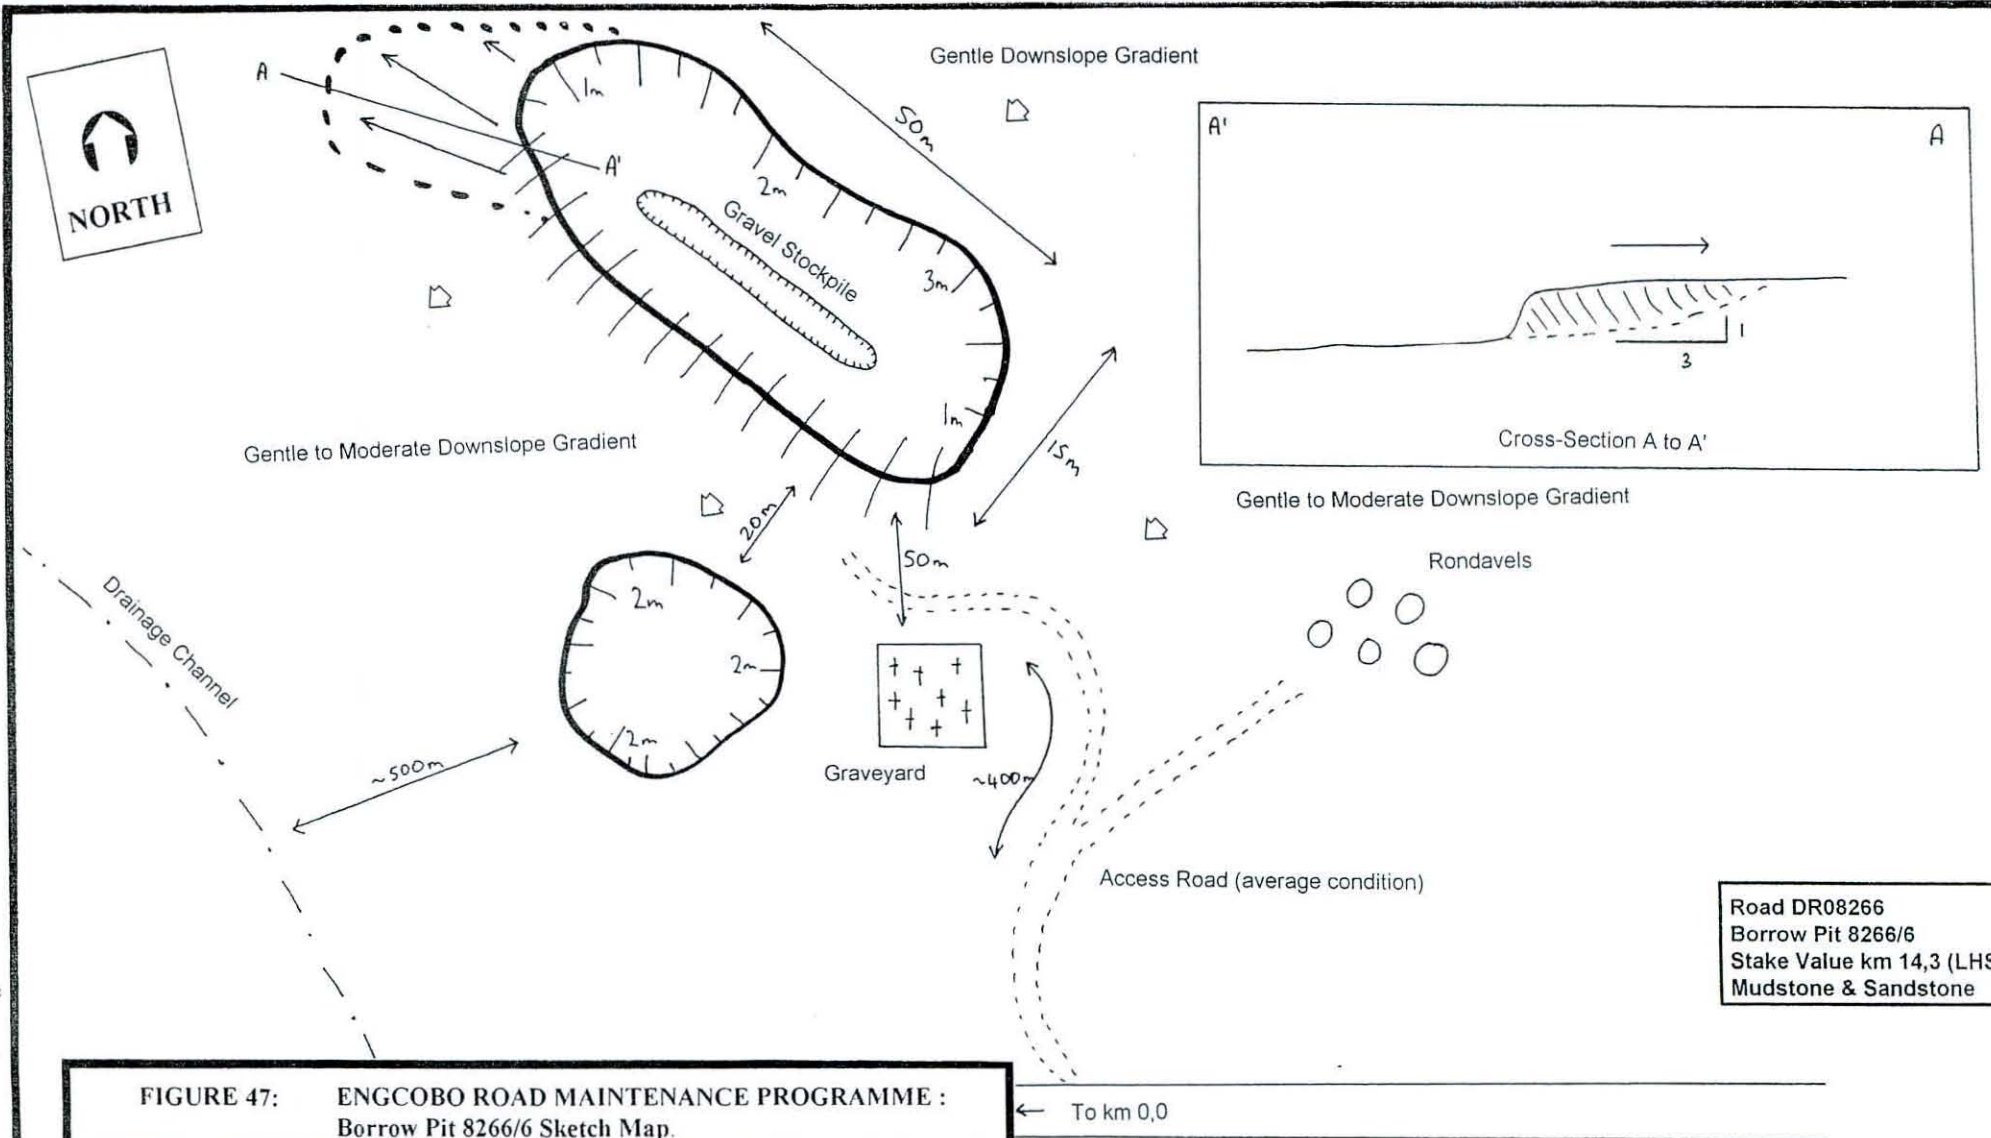 Gentle Downslope Gradient
A
1m
50m
NORTH
A'
2m
Gravel Stockpile
3m
1m
15m
A'
A
3
1
Cross-Section A to A'
Gentle to Moderate Downslope Gradient
Gentle to Moderate Downslope Gradient
20m
50m
Rondavels
Drainage Channel
2m
2m
2m
~500m
Graveyard
~400m
Access Road (average condition)
Road DR08266
Borrow Pit 8266/6
Stake Value km 14,3 (LHS
Mudstone & Sandstone
FIGURE 47: ENGCOBO ROAD MAINTENANCE PROGRAMME :
Borrow Pit 8266/6 Sketch Map.
← To km 0,0